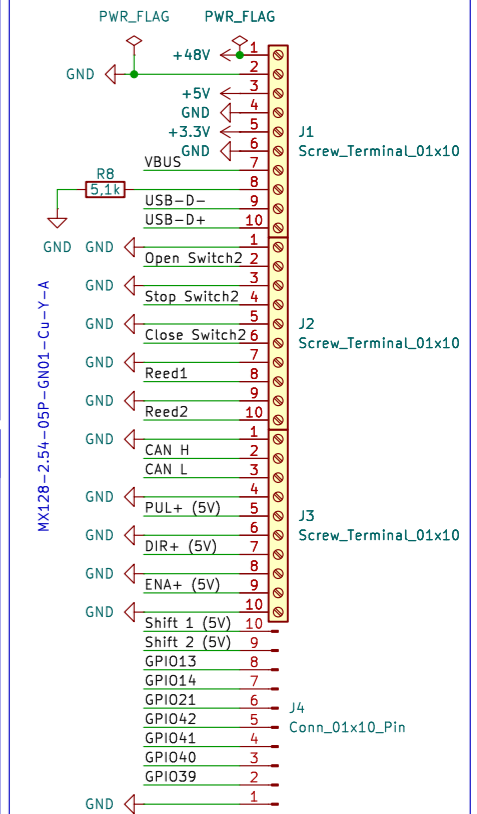 PWR_FLAG PWR_FLAG
+48V 1
GND 2
+5V 3
GND 4
+3.3V 5
GND 6
VBUS 7
R8
5,1k 8
USB-D- 9
USB-D+ 10
GND
J1
Screw_Terminal_01x10
GND 1
Open Switch2 2
GND 3
Stop Switch2 4
GND 5
Close Switch2 6
GND 7
Reed1 8
GND 9
Reed2 10
J2
Screw_Terminal_01x10
MX128-2.54-05P-GN01-Cu-Y-A
GND 1
CAN H 2
CAN L 3
GND 4
PUL+ (5V) 5
GND 6
DIR+ (5V) 7
GND 8
ENA+ (5V) 9
GND 10
J3
Screw_Terminal_01x10
Shift 1 (5V) 10
Shift 2 (5V) 9
GPIO13 8
GPIO14 7
GPIO21 6
GPIO42 5
GPIO41 4
GPIO40 3
GPIO39 2
GND 1
J4
Conn_01x10_Pin